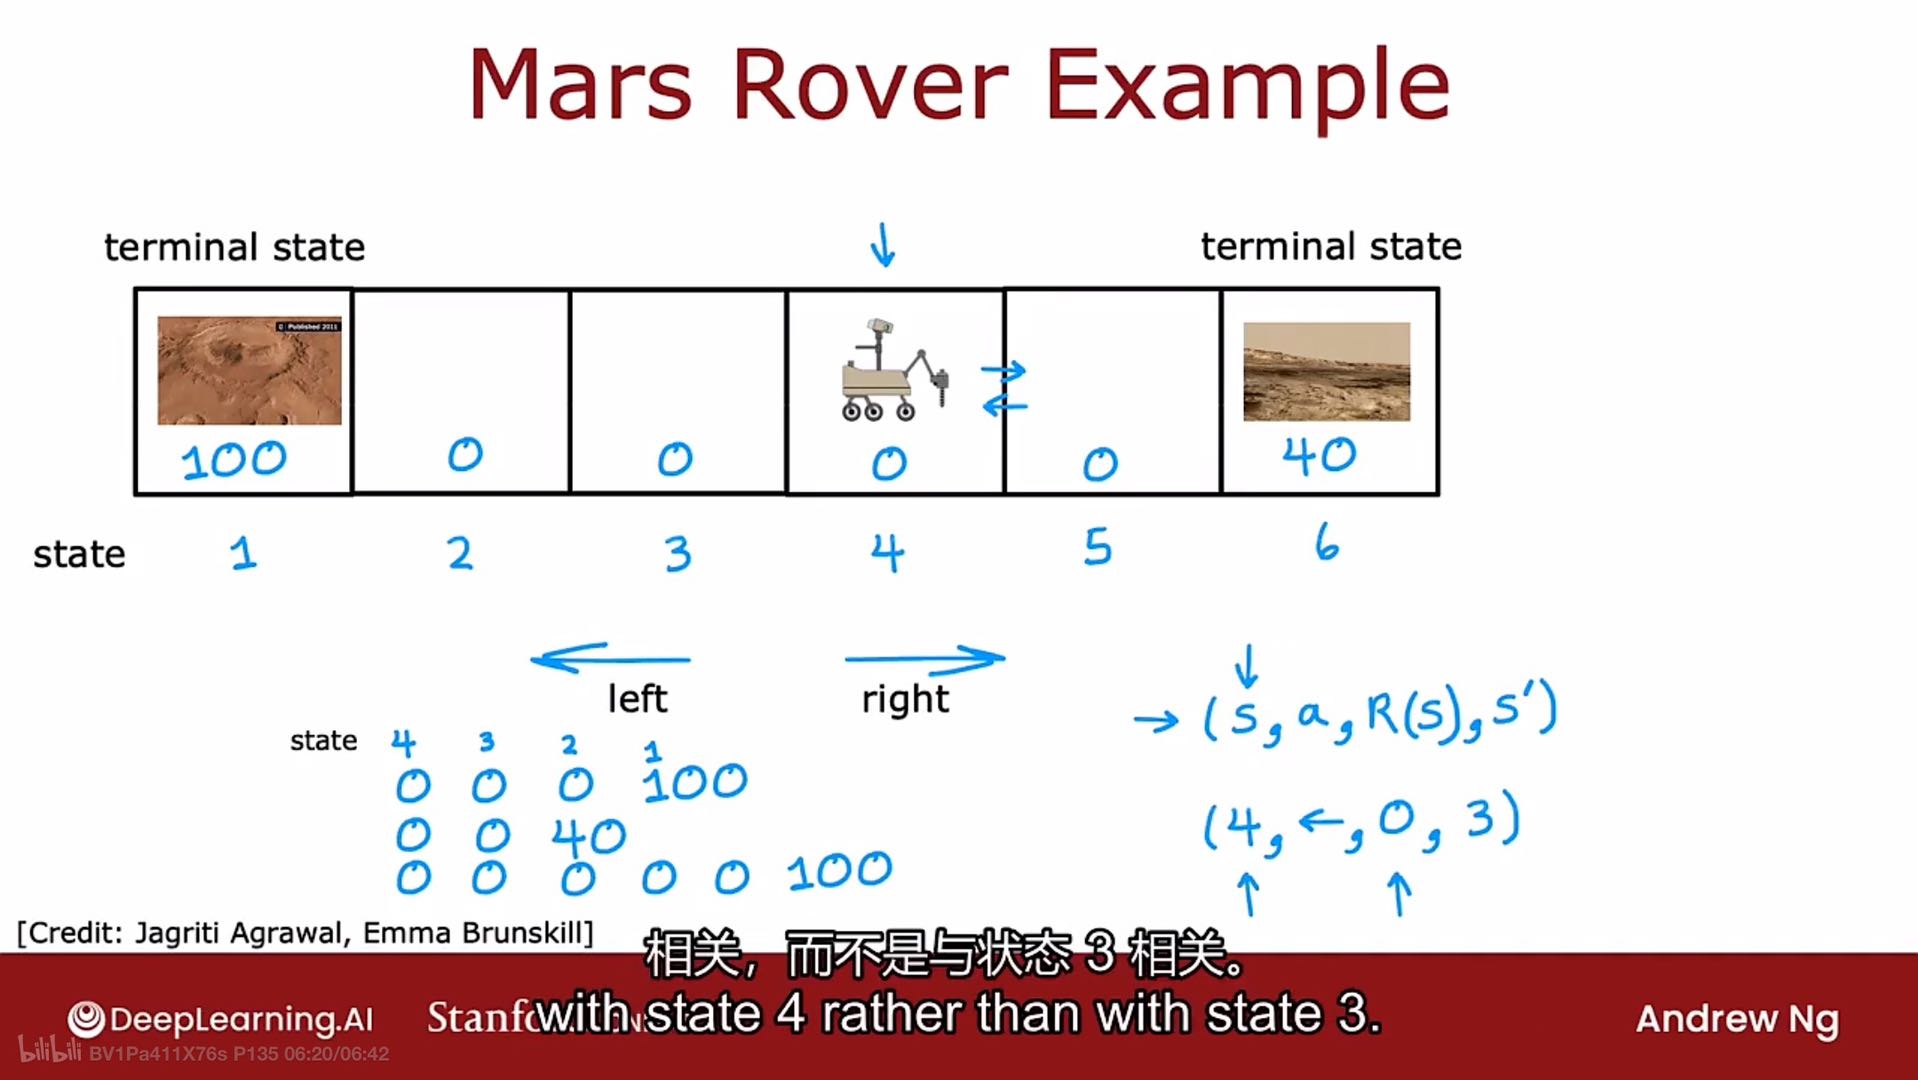 Mars Rover Example
terminal state
terminal state
↓
© Published 2011
→
←
100 0 0 0 0 40
state 1 2 3 4 5 6
← →
left right
↓
→ (s, a, R(s), s')
state 4 3 2 1
0 0 0 100
(4, ←, 0, 3)
0 0 40
0 0 0 0 0 100
↑ ↑
[Credit: Jagriti Agrawal, Emma Brunskill]
相关，而不是与状态 3 相关。
with state 4 rather than with state 3.
DeepLearning.AI
Andrew Ng
bilibili BV1Pa411X76s P135 06:20/06:42